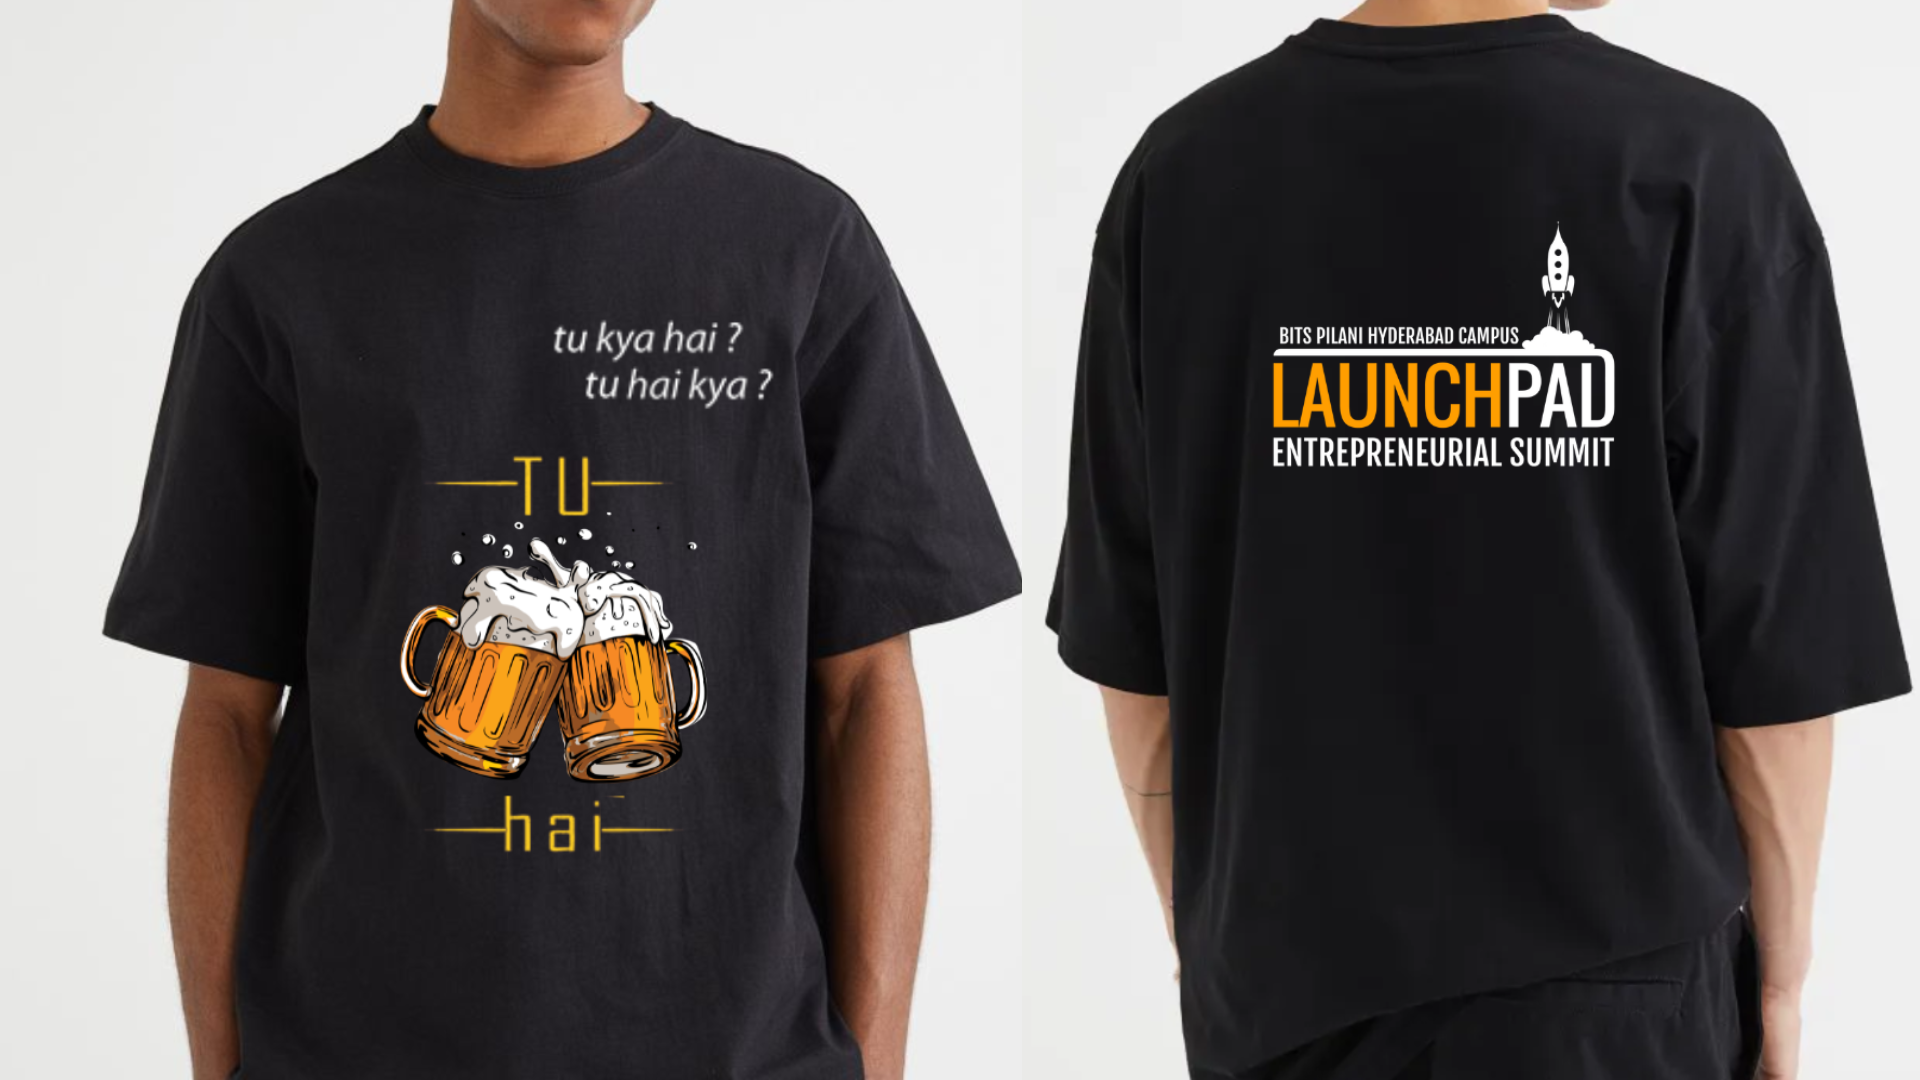 tu kya hai ?
tu hai kya ?
TU
hai
BITS PILANI HYDERABAD CAMPUS
LAUNCHPAD
ENTREPRENEURIAL SUMMIT